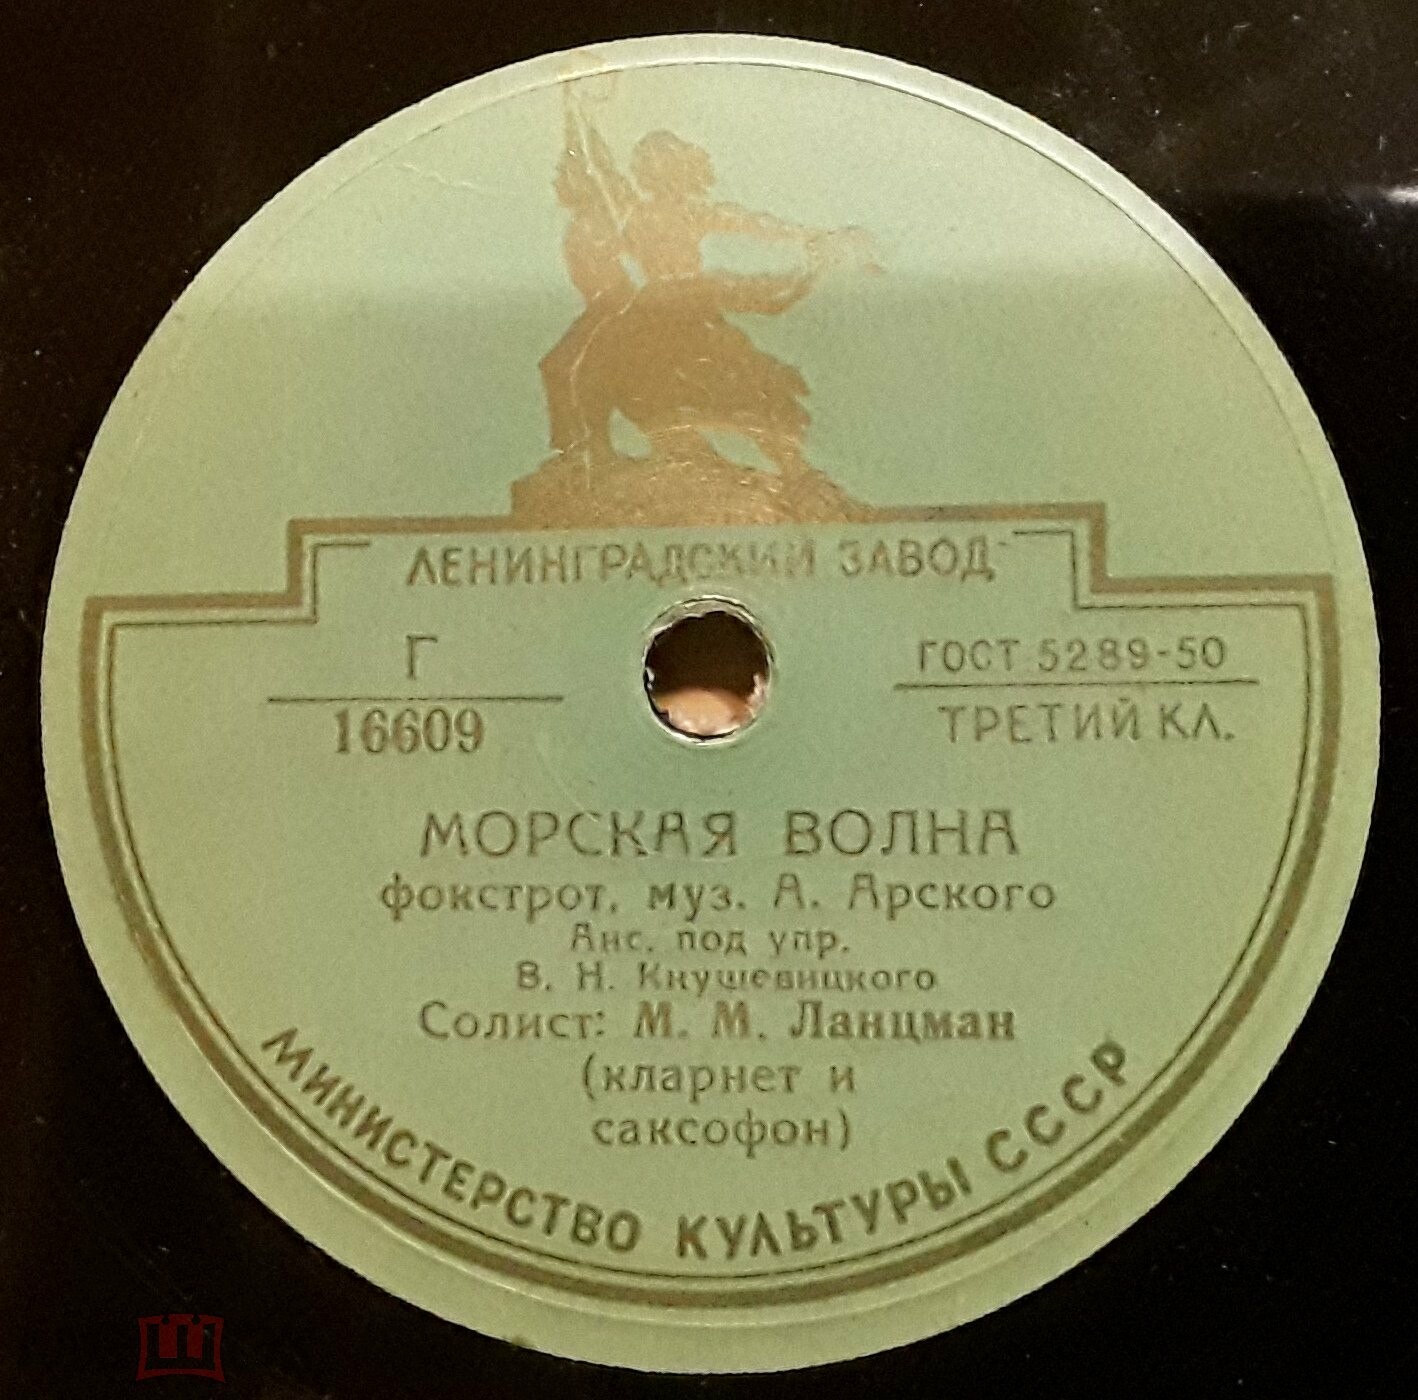 ЛЕНИНГРАДСКИЙ ЗАВОД
Г
16609
ГОСТ 5289-50
ТРЕТИЙ КЛ.
МОРСКАЯ ВОЛНА
фокстрот, муз. А. Арского
Анс. под упр.
В. Н. Кнушевицкого
Солист: М. М. Ланцман
(кларнет и
саксофон)
МИНИСТЕРСТВО КУЛЬТУРЫ СССР